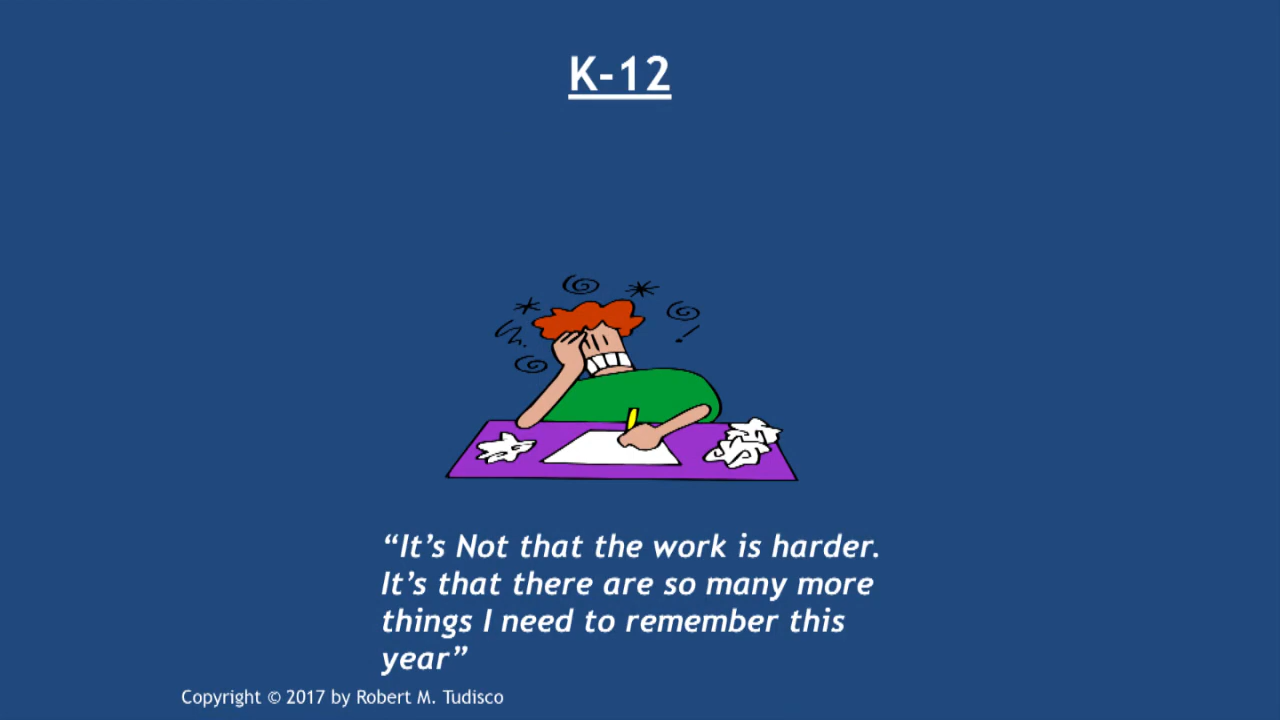 K-12
“It’s Not that the work is harder.
It’s that there are so many more
things I need to remember this
year”
Copyright © 2017 by Robert M. Tudisco